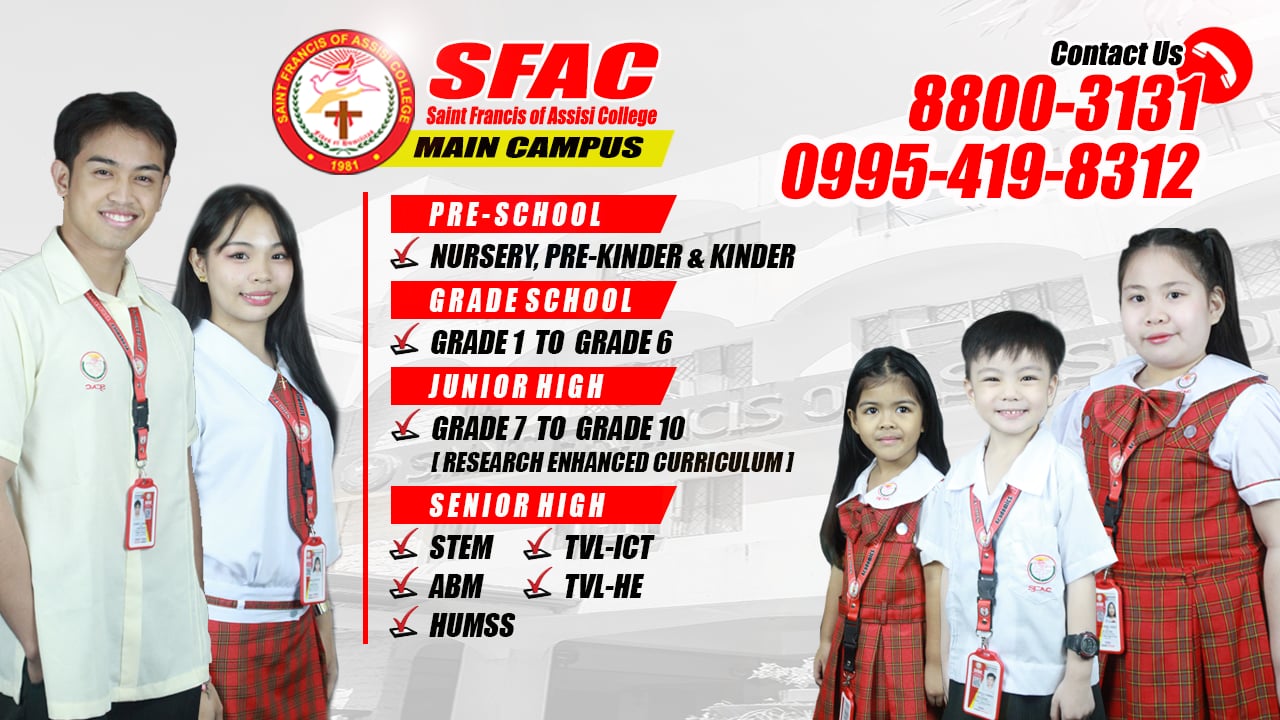 SAINT FRANCIS OF ASSISI COLLEGE
1981
SFAC
Saint Francis of Assisi College
MAIN CAMPUS
Contact Us
8800-3131
0995-419-8312
PRE-SCHOOL
NURSERY, PRE-KINDER & KINDER
GRADE SCHOOL
GRADE 1 TO GRADE 6
JUNIOR HIGH
GRADE 7 TO GRADE 10
[ RESEARCH ENHANCED CURRICULUM ]
SENIOR HIGH
STEM TVL-ICT
ABM TVL-HE
HUMSS
SFAC